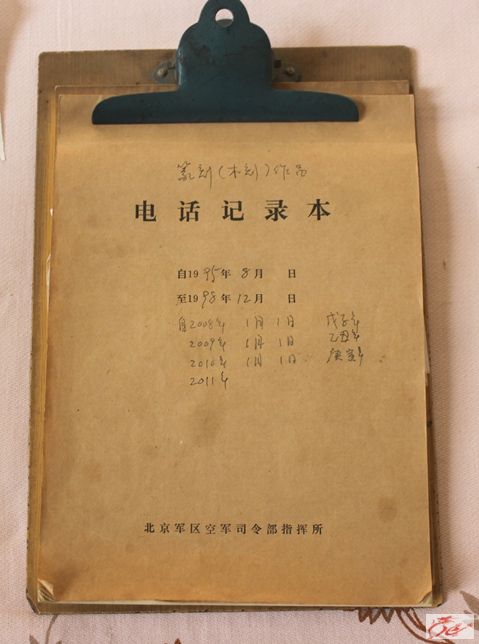 篆刻(木刻)作品
电话记录本
自1995年8月 日
至1998年12月 日
自2008年 1月1日 戊子年
2009年 1月1日 己丑年
2010年 1月1日 庚寅年
2011年
北京军区空军司令部指挥所